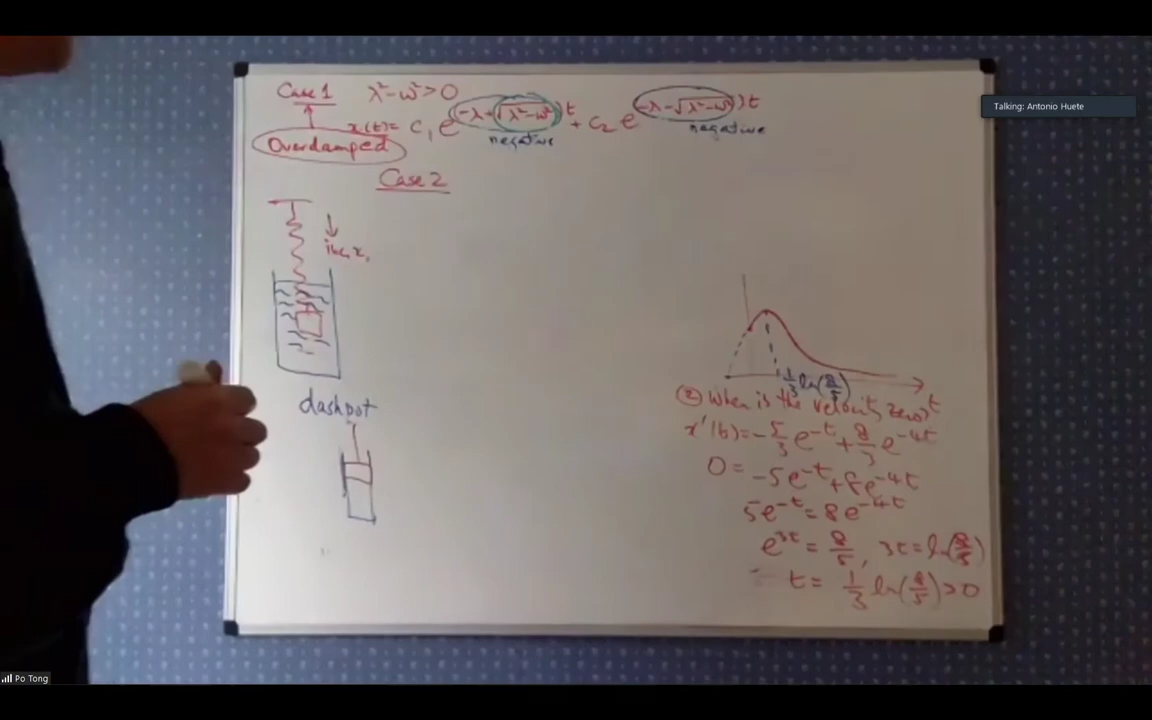 Talking: Antonio Huete
Case 1 λ²-ω²>0
x(t)= c₁e^(-λ+√(λ²-ω²))t + c₂e^(-λ-√(λ²-ω²))t
negative negative
Overdamped
Case 2
inc, x,
dashpot
1/3 ln(8/5)
t
② When is the velocity zero?
x'(t)=-5/3 e^-t + 8/3 e^-4t
0=-5e^-t+8e^-4t
5e^-t=8e^-4t
e^3t = 8/5, 3t=ln(8/5)
t= 1/3 ln(8/5)>0
Po Tong